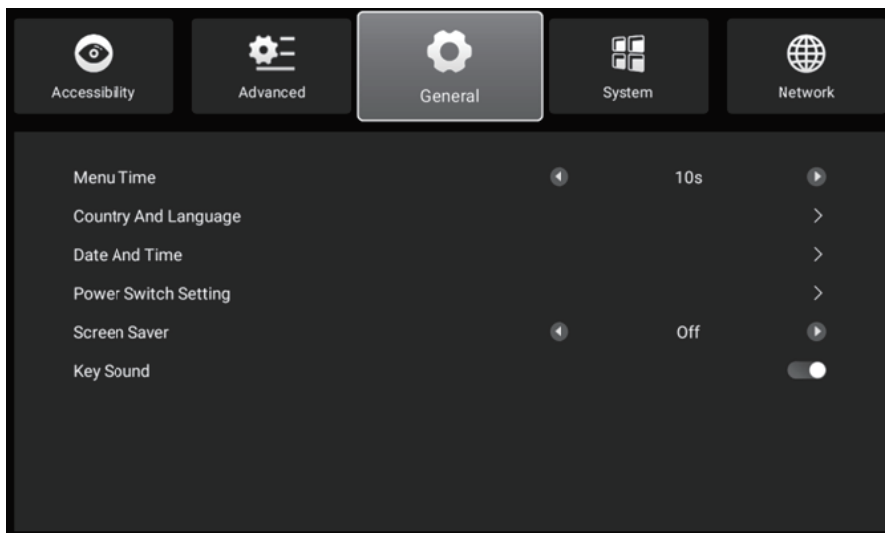 Accessibility
Advanced
General
System
Network
Menu Time 10s
Country And Language
Date And Time
Power Switch Setting
Screen Saver Off
Key Sound